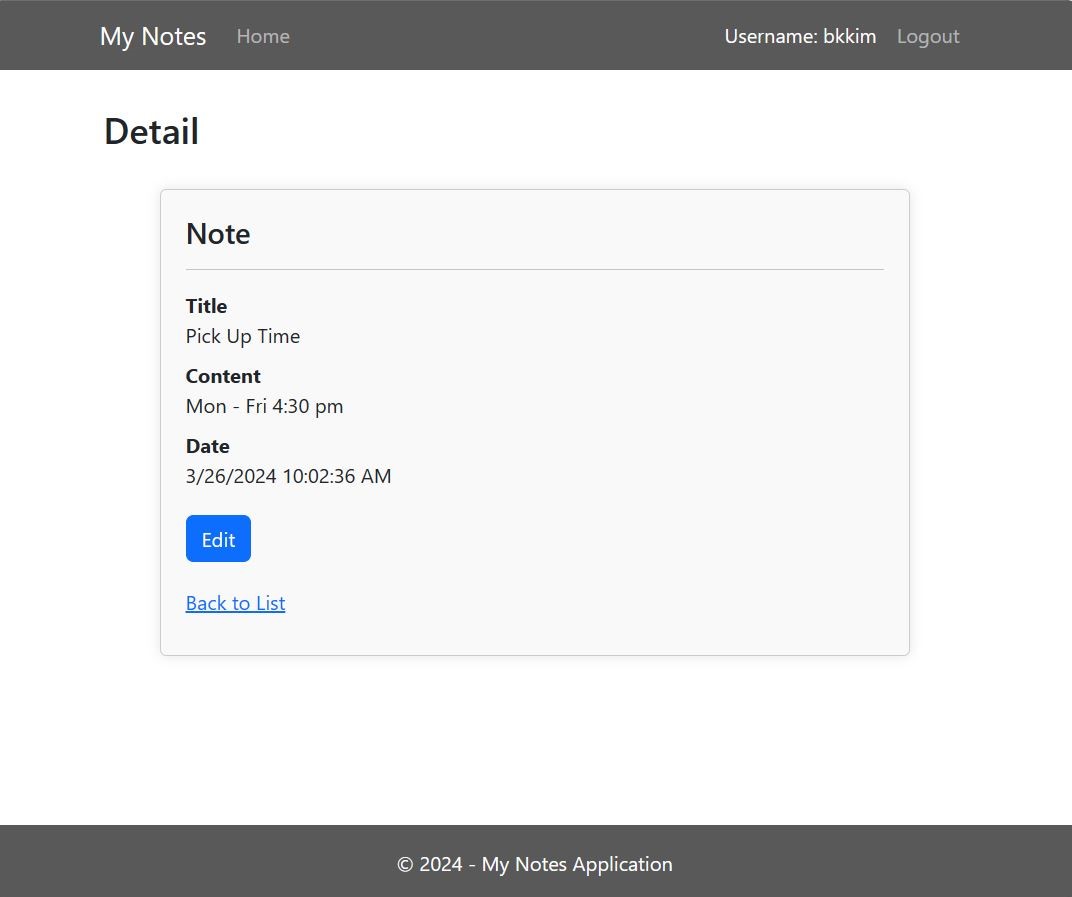 My Notes Home Username: bkkim Logout
Detail
Note
Title
Pick Up Time
Content
Mon - Fri 4:30 pm
Date
3/26/2024 10:02:36 AM
Edit
Back to List
© 2024 - My Notes Application